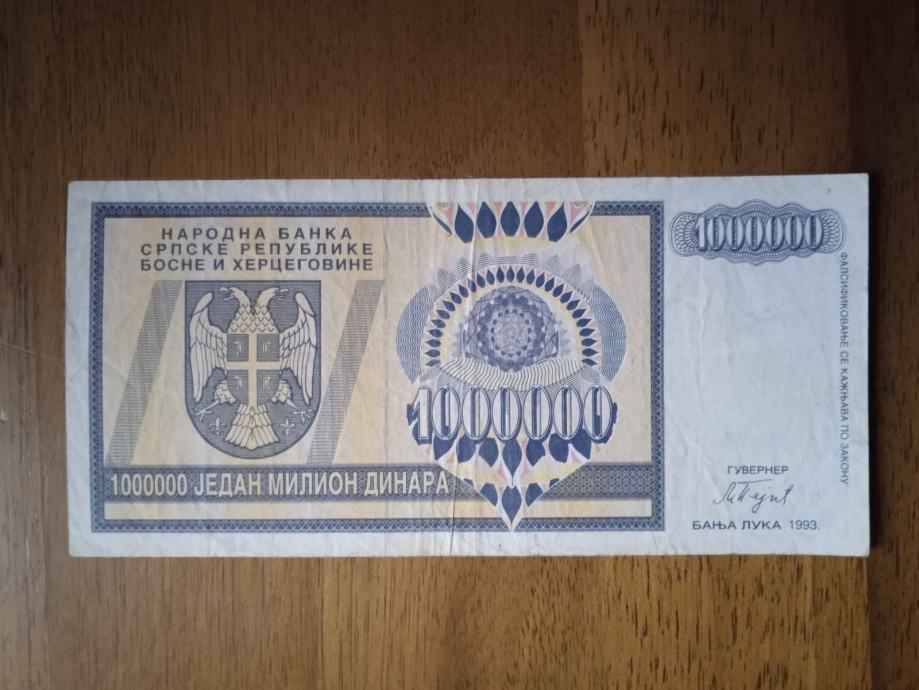 НАРОДНА БАНКА
СРПСКЕ РЕПУБЛИКЕ
БОСНЕ И ХЕРЦЕГОВИНЕ
1000000
ФАЛСИФИКОВАЊЕ СЕ КАЖЊАВА ПО ЗАКОНУ
1000000
1000000 ЈЕДАН МИЛИОН ДИНАРА
ГУВЕРНЕР
БАЊА ЛУКА 1993.